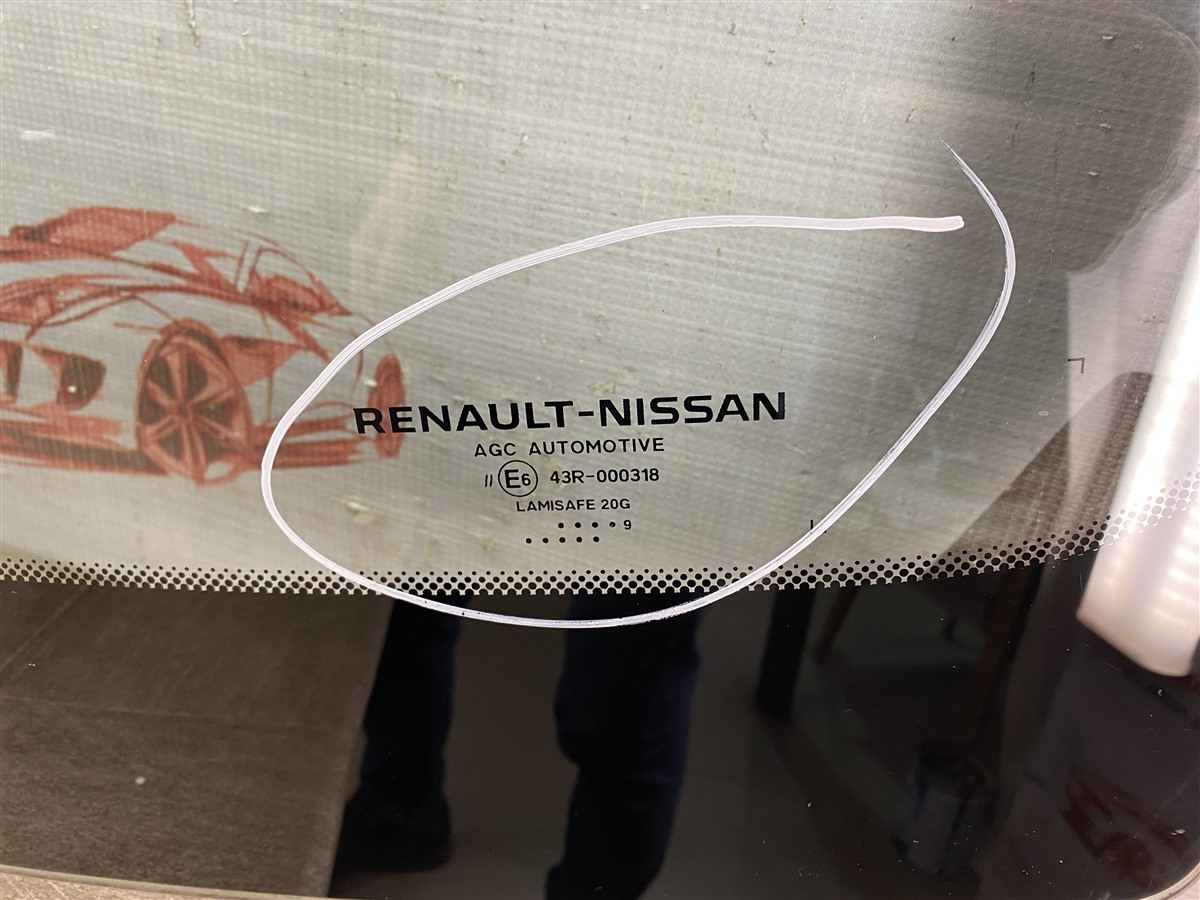 RENAULT-NISSAN
AGC AUTOMOTIVE
II E6 43R-000318
LAMISAFE 20G
•••• 9
•••••